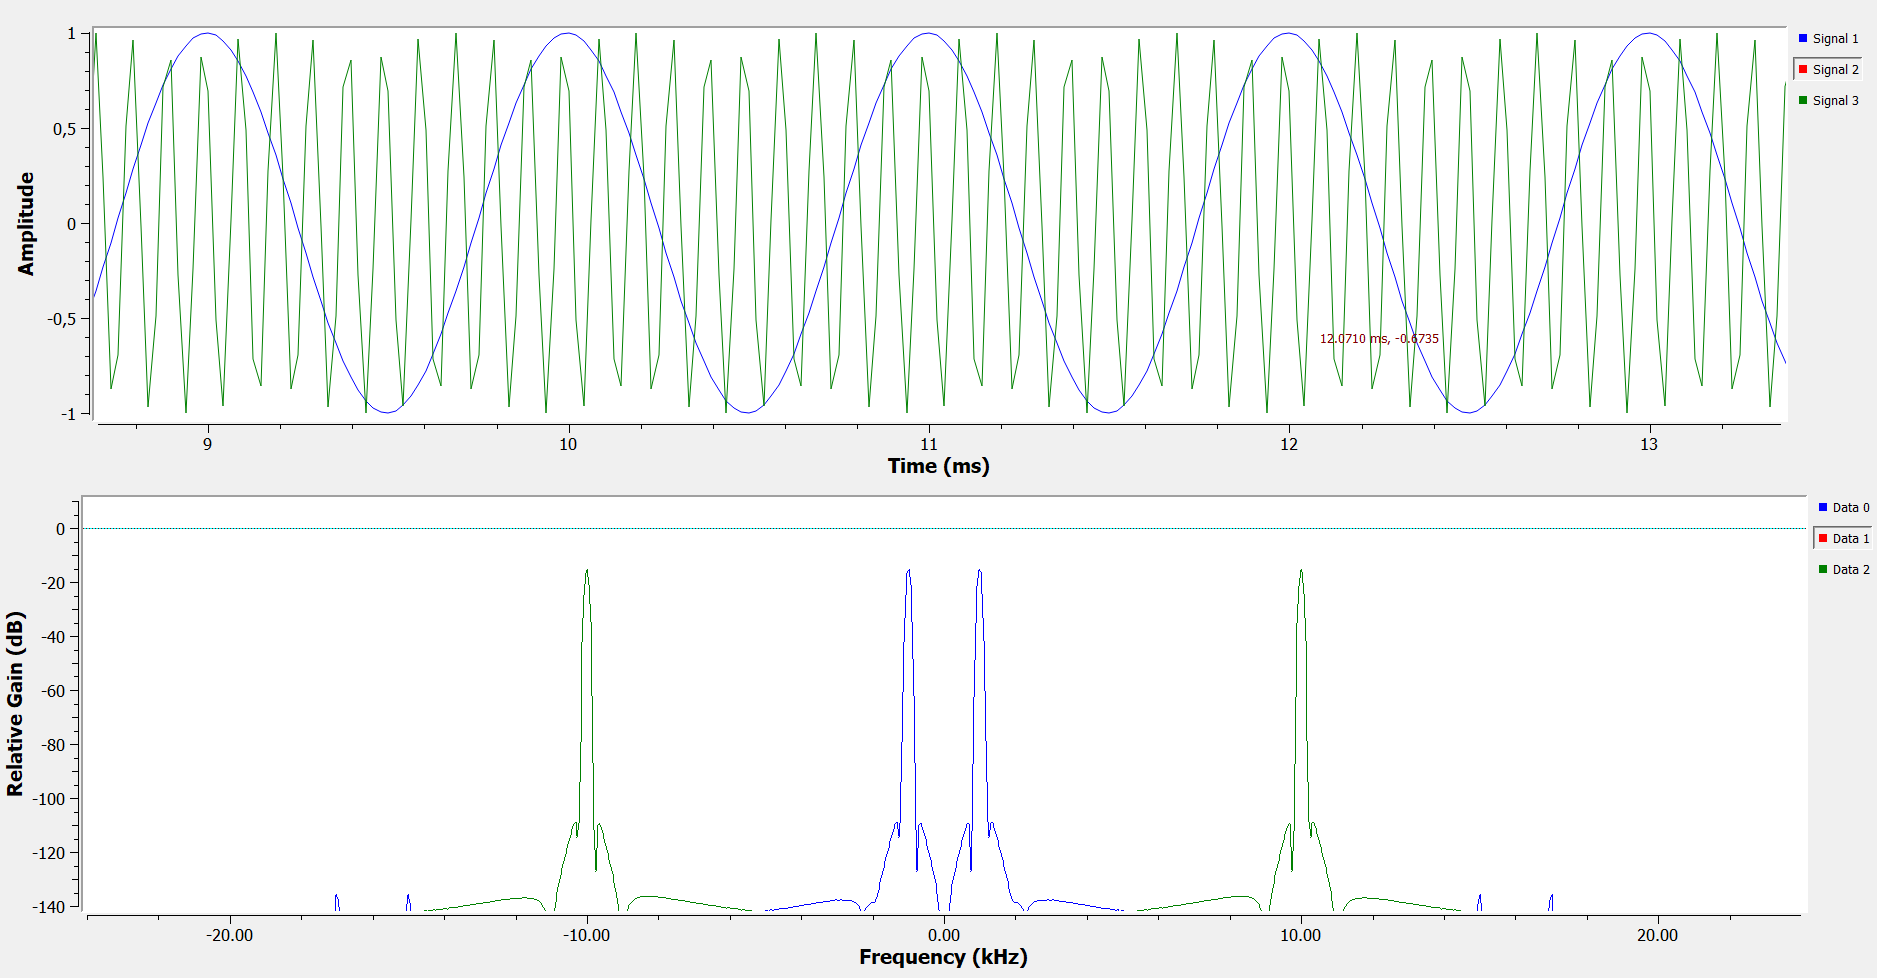 1
0,5
0
-0,5
-1
Amplitude
12.0710 ms, -0.6735
9 10 11 12 13
Time (ms)
Signal 1
Signal 2
Signal 3
0
-20
-40
-60
-80
-100
-120
-140
Relative Gain (dB)
-20.00 -10.00 0.00 10.00 20.00
Frequency (kHz)
Data 0
Data 1
Data 2